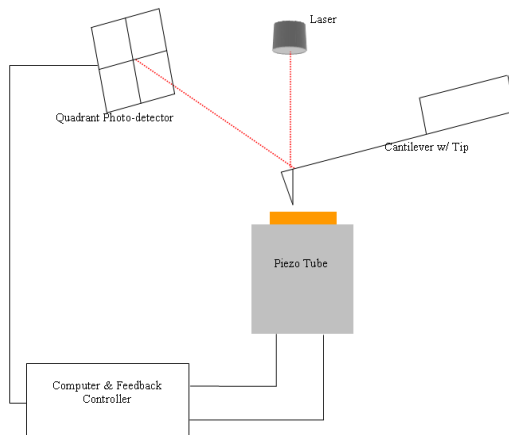 Laser
Quadrant Photo-detector
Cantilever w/ Tip
Piezo Tube
Computer & Feedback
Controller